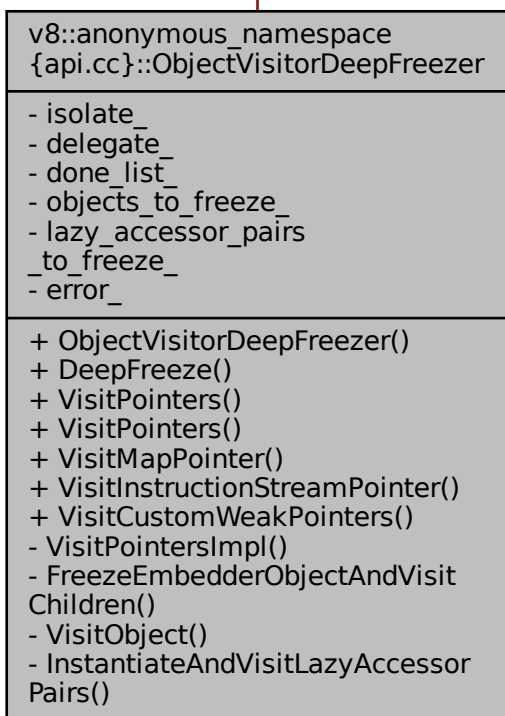 v8::anonymous_namespace
{api.cc}::ObjectVisitorDeepFreezer
- isolate_
- delegate_
- done_list_
- objects_to_freeze_
- lazy_accessor_pairs
_to_freeze_
- error_
+ ObjectVisitorDeepFreezer()
+ DeepFreeze()
+ VisitPointers()
+ VisitPointers()
+ VisitMapPointer()
+ VisitInstructionStreamPointer()
+ VisitCustomWeakPointers()
- VisitPointersImpl()
- FreezeEmbedderObjectAndVisit
Children()
- VisitObject()
- InstantiateAndVisitLazyAccessor
Pairs()